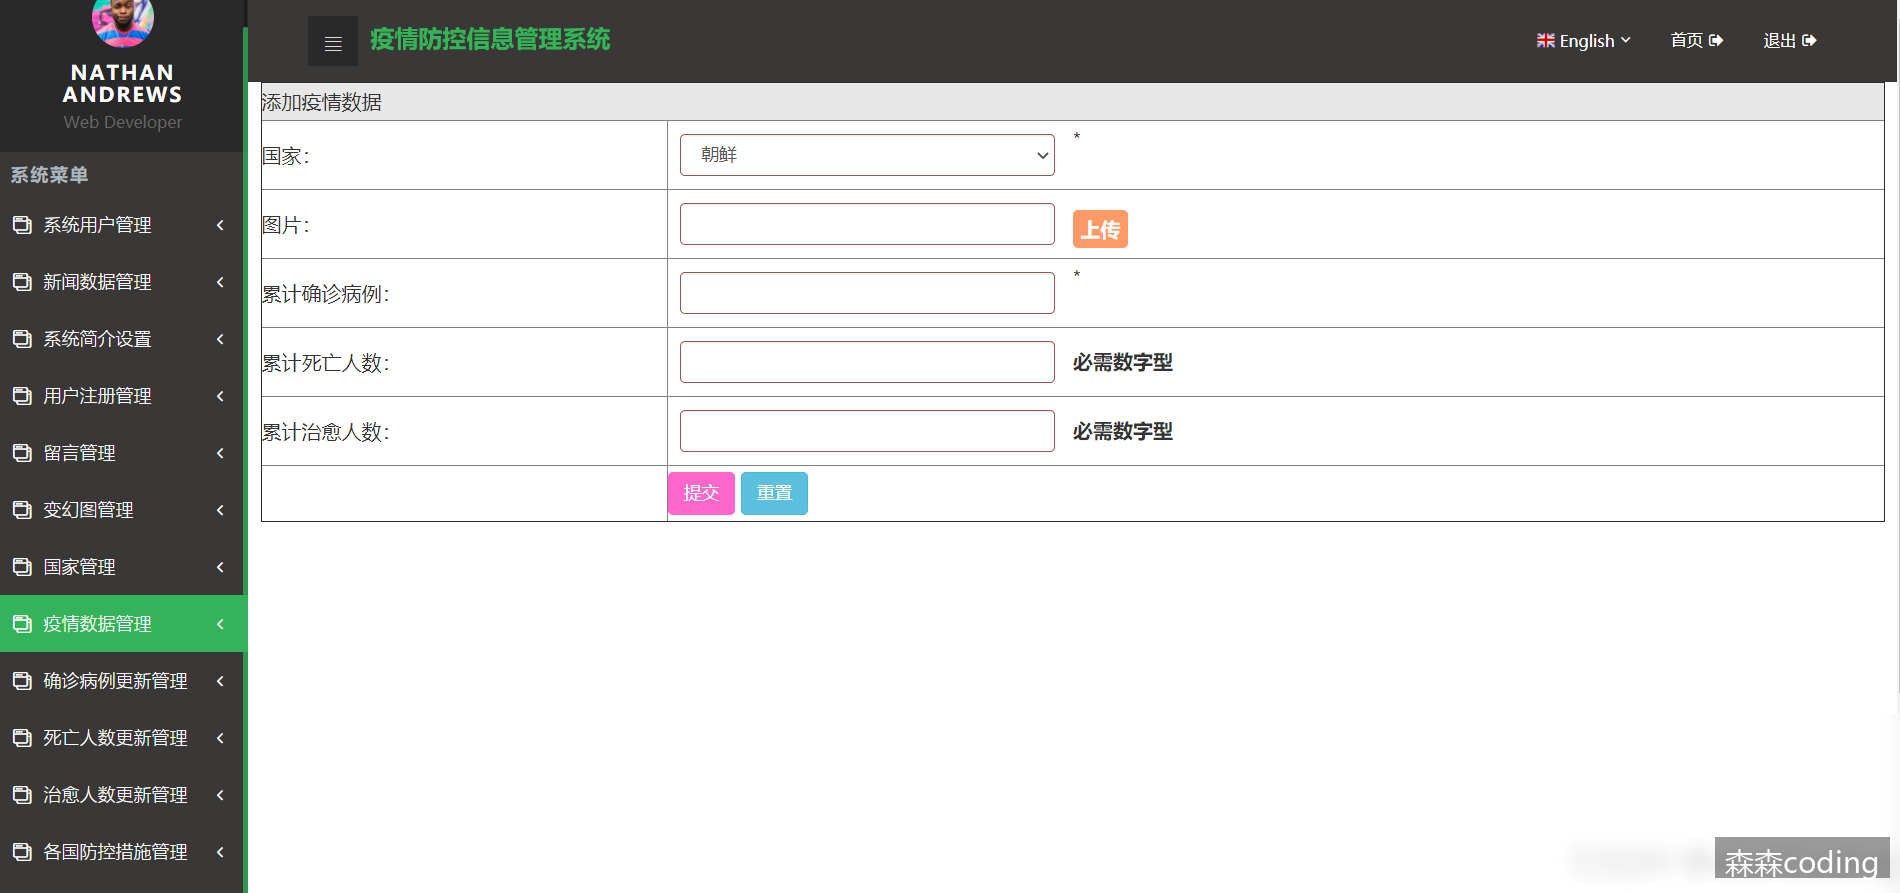 NATHAN
ANDREWS
Web Developer
系统菜单
系统用户管理
新闻数据管理
系统简介设置
用户注册管理
留言管理
变幻图管理
国家管理
疫情数据管理
确诊病例更新管理
死亡人数更新管理
治愈人数更新管理
各国防控措施管理
疫情防控信息管理系统
English
首页
退出
添加疫情数据
国家：
朝鲜
*
图片：
上传
累计确诊病例：
*
累计死亡人数：
必需数字型
累计治愈人数：
必需数字型
提交
重置
森森coding